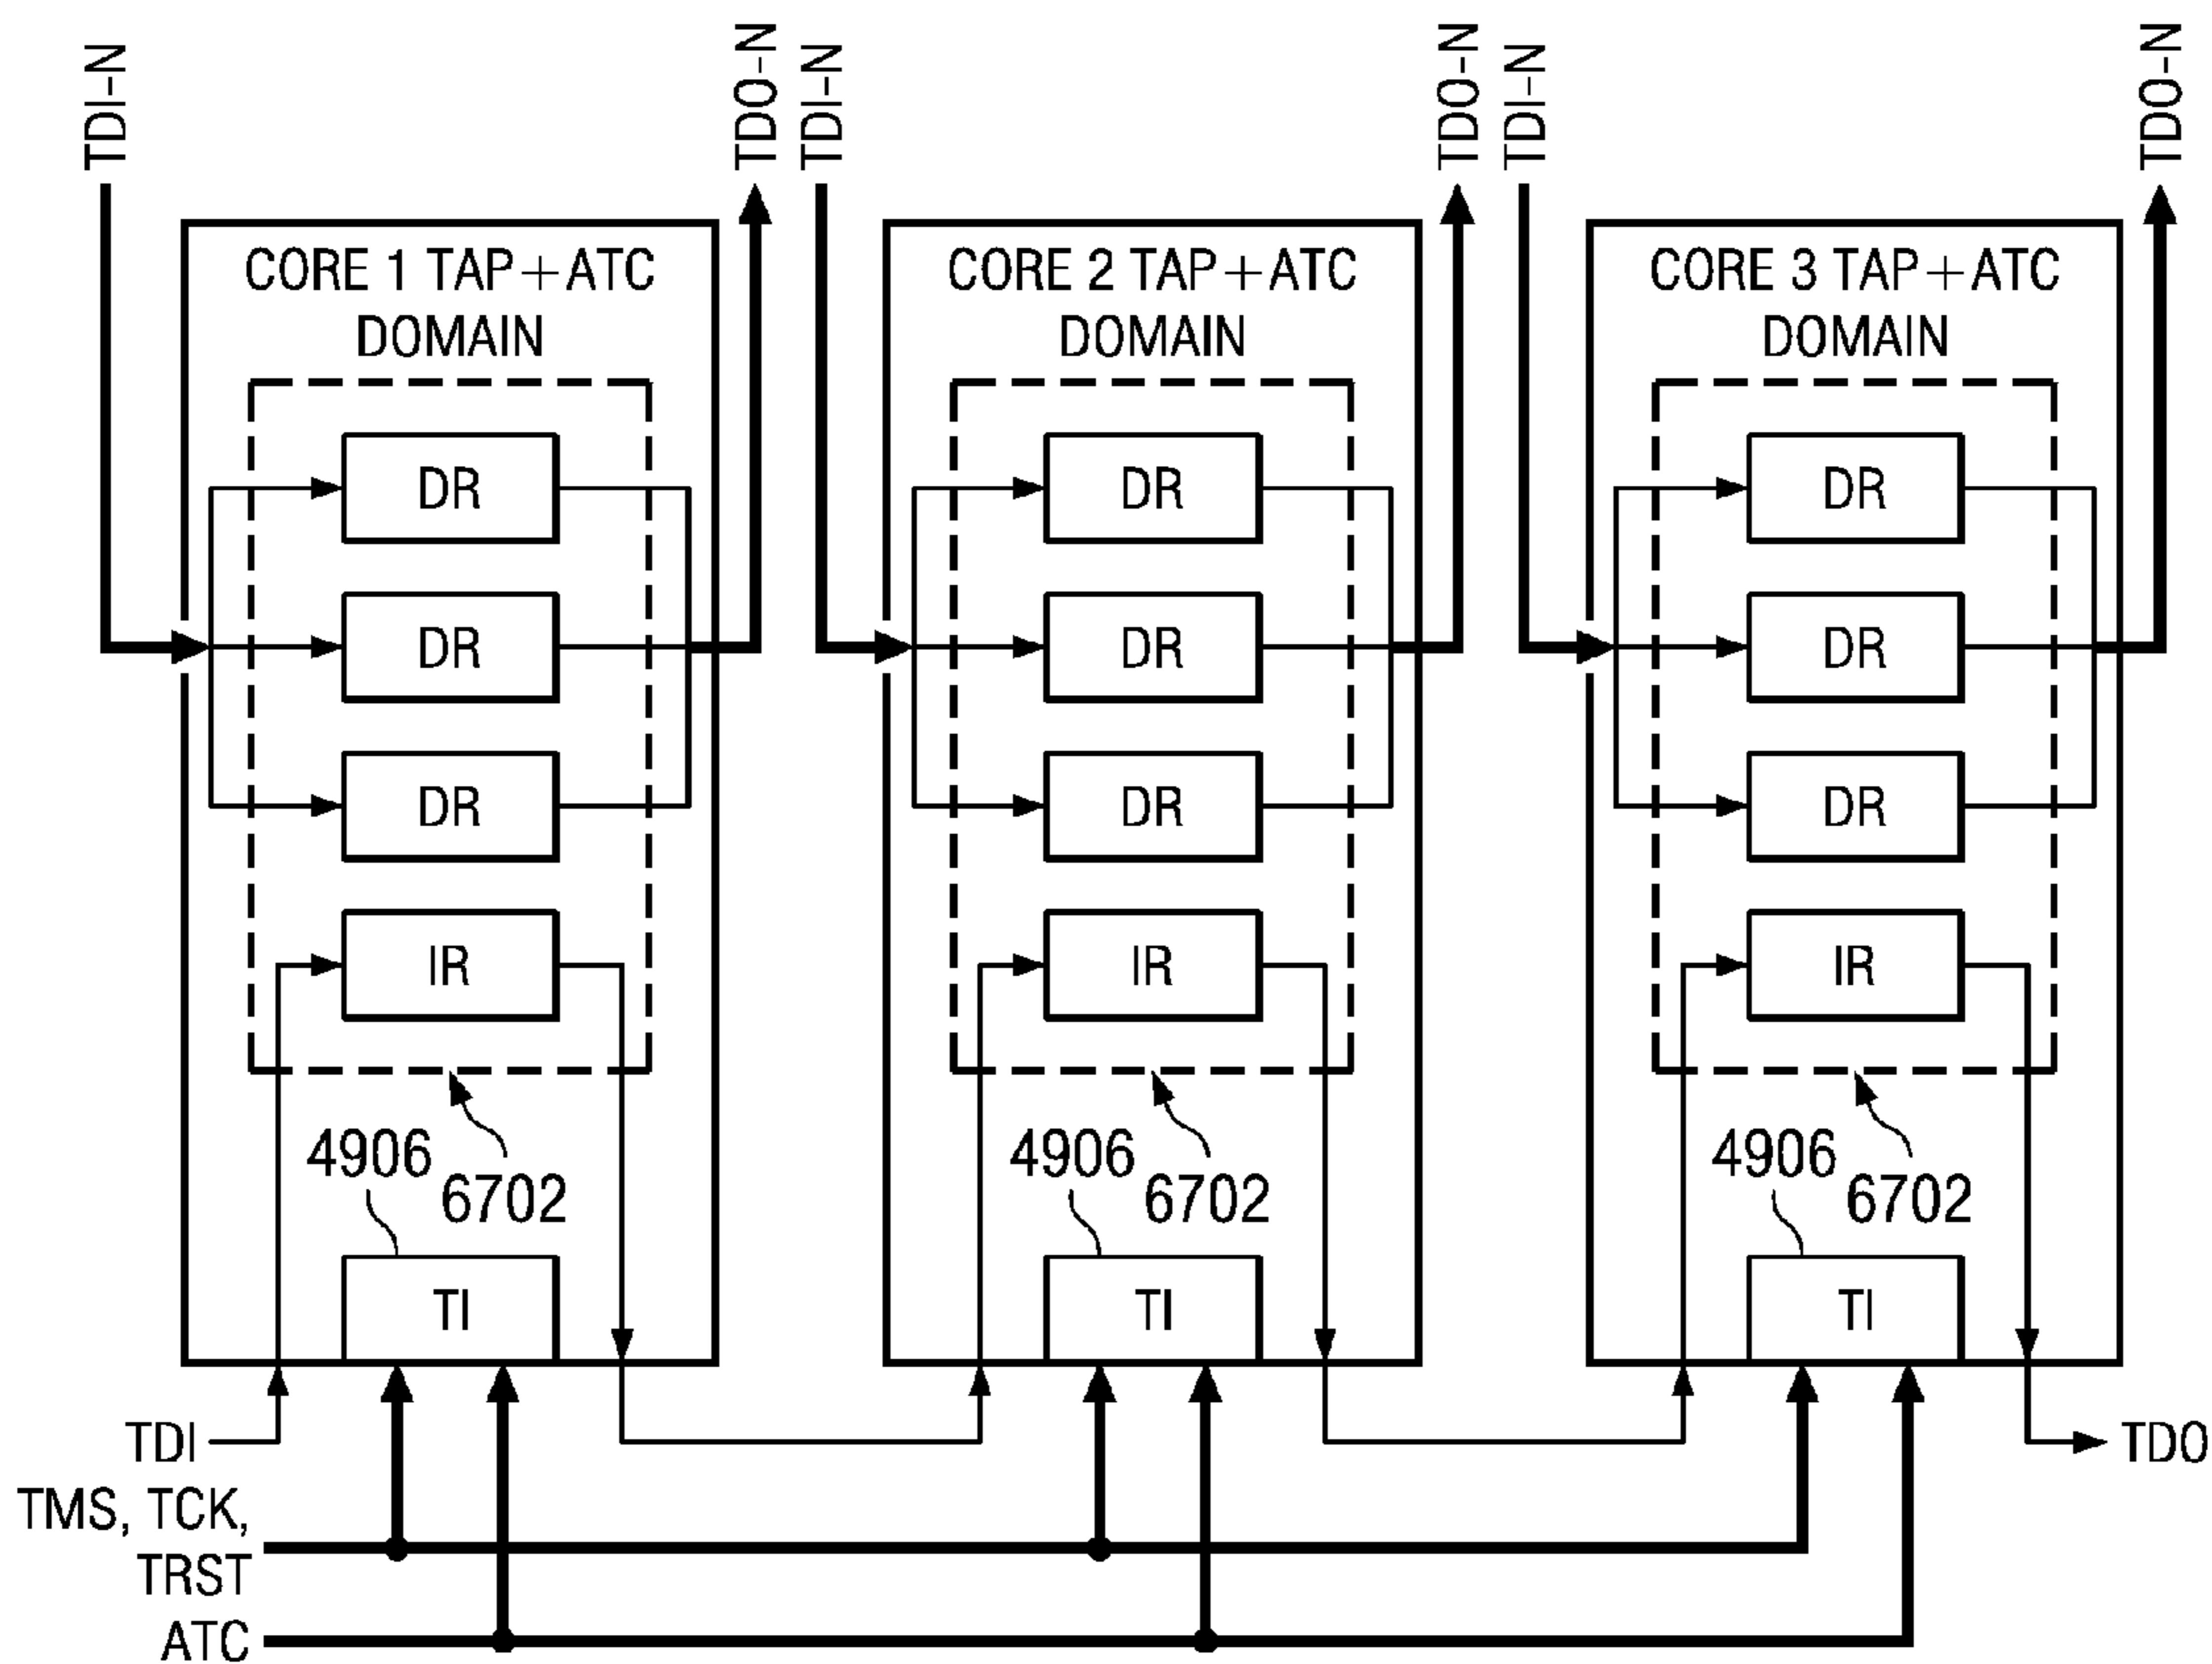 TDI-N
TDO-N
TDI-N
TDO-N
TDI-N
TDO-N
CORE 1 TAP+ATC
DOMAIN
CORE 2 TAP+ATC
DOMAIN
CORE 3 TAP+ATC
DOMAIN
DR
DR
DR
DR
DR
DR
DR
DR
DR
IR
IR
IR
4906
6702
4906
6702
4906
6702
TI
TI
TI
TDI
TDO
TMS, TCK,
TRST
ATC